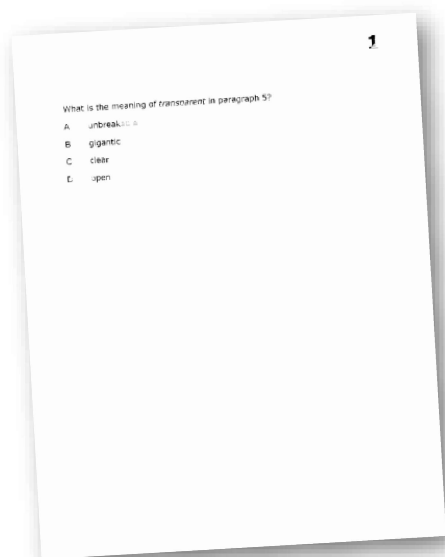 1
What is the meaning of transparent in paragraph 5?
A
B gigantic
C clear
D open